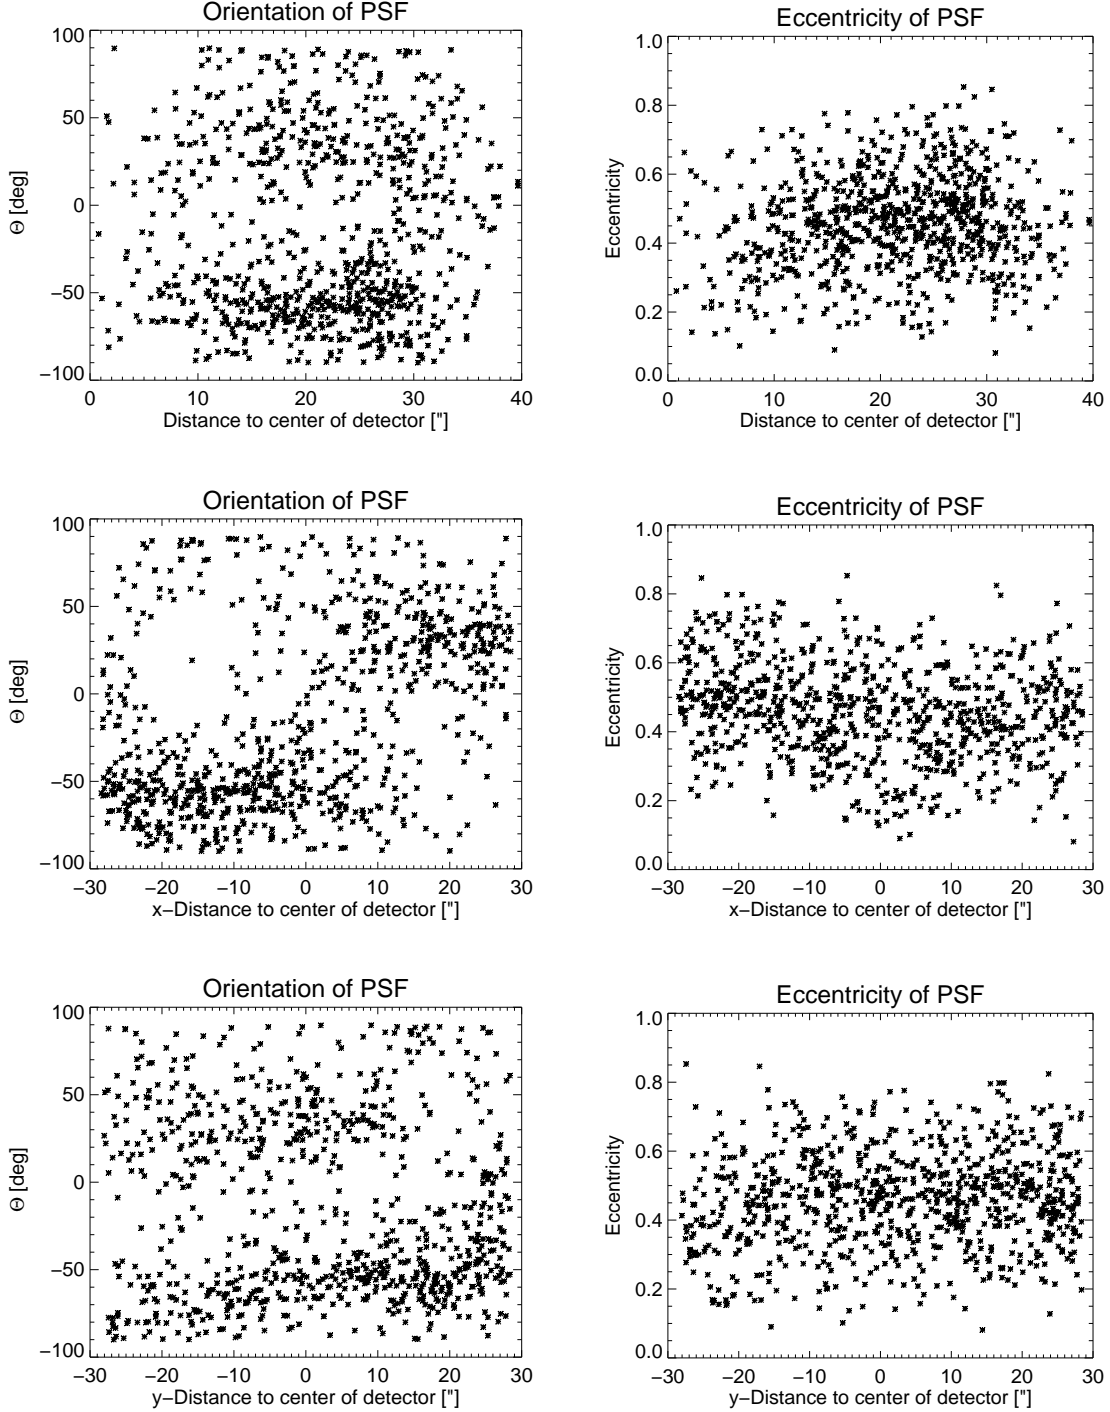 Orientation of PSF
100
50
0
−50
−100
Θ [deg]
0 10 20 30 40
Distance to center of detector ["]
Eccentricity of PSF
1.0
0.8
0.6
0.4
0.2
0.0
Eccentricity
0 10 20 30 40
Distance to center of detector ["]
Orientation of PSF
100
50
0
−50
−100
Θ [deg]
−30 −20 −10 0 10 20 30
x−Distance to center of detector ["]
Eccentricity of PSF
1.0
0.8
0.6
0.4
0.2
0.0
Eccentricity
−30 −20 −10 0 10 20 30
x−Distance to center of detector ["]
Orientation of PSF
100
50
0
−50
−100
Θ [deg]
−30 −20 −10 0 10 20 30
y−Distance to center of detector ["]
Eccentricity of PSF
1.0
0.8
0.6
0.4
0.2
0.0
Eccentricity
−30 −20 −10 0 10 20 30
y−Distance to center of detector ["]